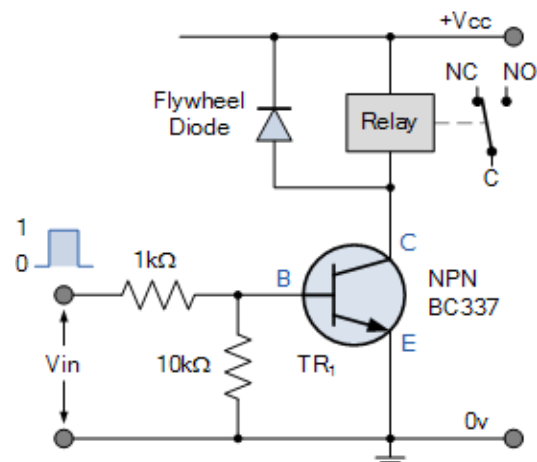 +Vcc
NC NO
Flywheel
Diode
Relay
C
1
0
1kΩ
B
C
NPN
BC337
Vin
10kΩ
TR₁
E
0v